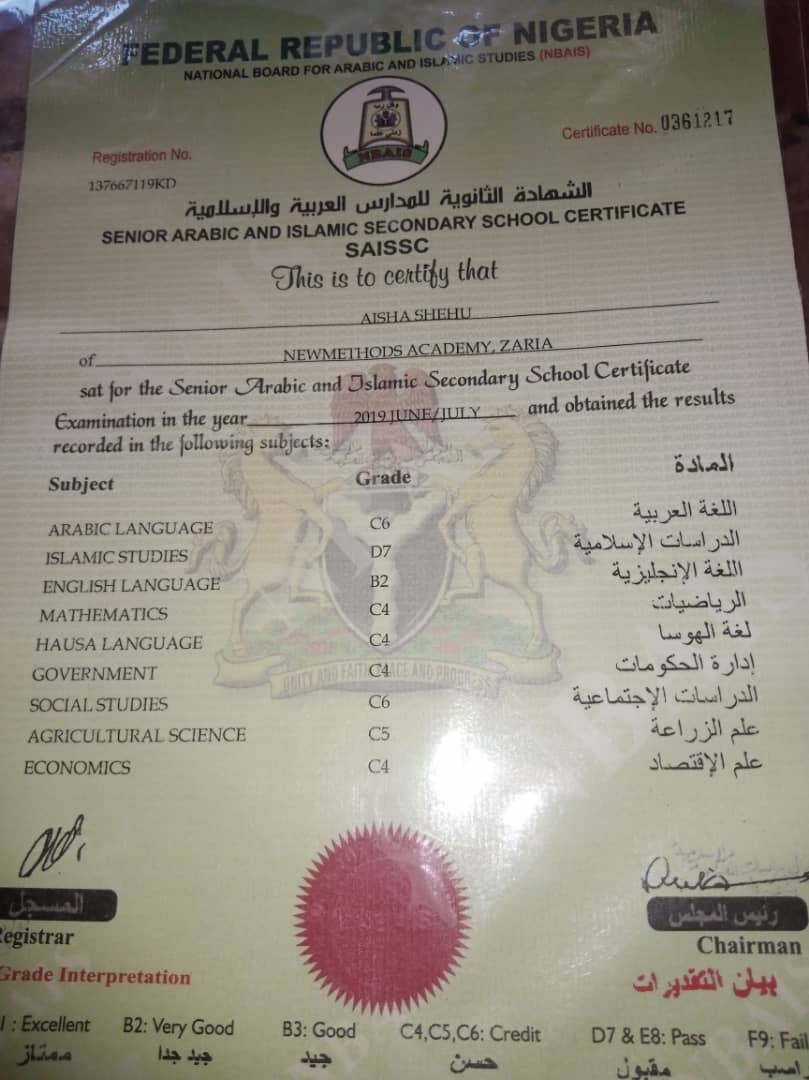 FEDERAL REPUBLIC OF NIGERIA
NATIONAL BOARD FOR ARABIC AND ISLAMIC STUDIES (NBAIS)
Certificate No. 0361217
NBAIS
Registration No.
137667119KD
الشهادة الثانوية للمدارس العربية والإسلامية
SENIOR ARABIC AND ISLAMIC SECONDARY SCHOOL CERTIFICATE
SAISSC
This is to certify that
AISHA SHEHU
of NEWMETHODS ACADEMY, ZARIA
sat for the Senior Arabic and Islamic Secondary School Certificate
Examination in the year 2019 JUNE/JULY and obtained the results
recorded in the following subjects:
Subject Grade المادة
ARABIC LANGUAGE C6 اللغة العربية
ISLAMIC STUDIES D7 الدراسات الإسلامية
ENGLISH LANGUAGE B2 اللغة الإنجليزية
MATHEMATICS C4 الرياضيات
HAUSA LANGUAGE C4 لغة الهوسا
GOVERNMENT C4 إدارة الحكومات
SOCIAL STUDIES C6 الدراسات الإجتماعية
AGRICULTURAL SCIENCE C5 علم الزراعة
ECONOMICS C4 علم الإقتصاد
UNITY AND FAITH, PEACE AND PROGRESS
المسجل رئيس المجلس
Registrar Chairman
Grade Interpretation بيان التقديرات
: Excellent B2: Very Good B3: Good C4,C5,C6: Credit D7 & E8: Pass F9: Fail
ممتاز جيد جدا جيد حسن مقبول